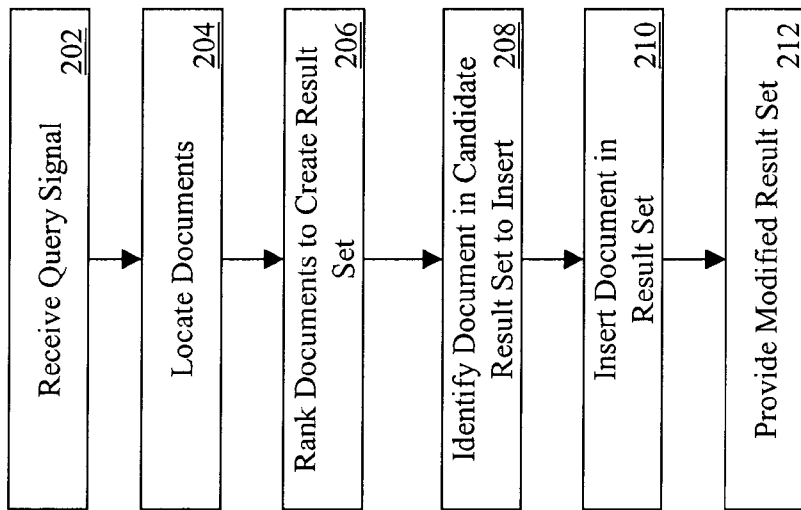 Receive Query Signal
202
Locate Documents
204
Rank Documents to Create Result
Set
206
Identify Document in Candidate
Result Set to Insert
208
Insert Document in
Result Set
210
Provide Modified Result Set
212